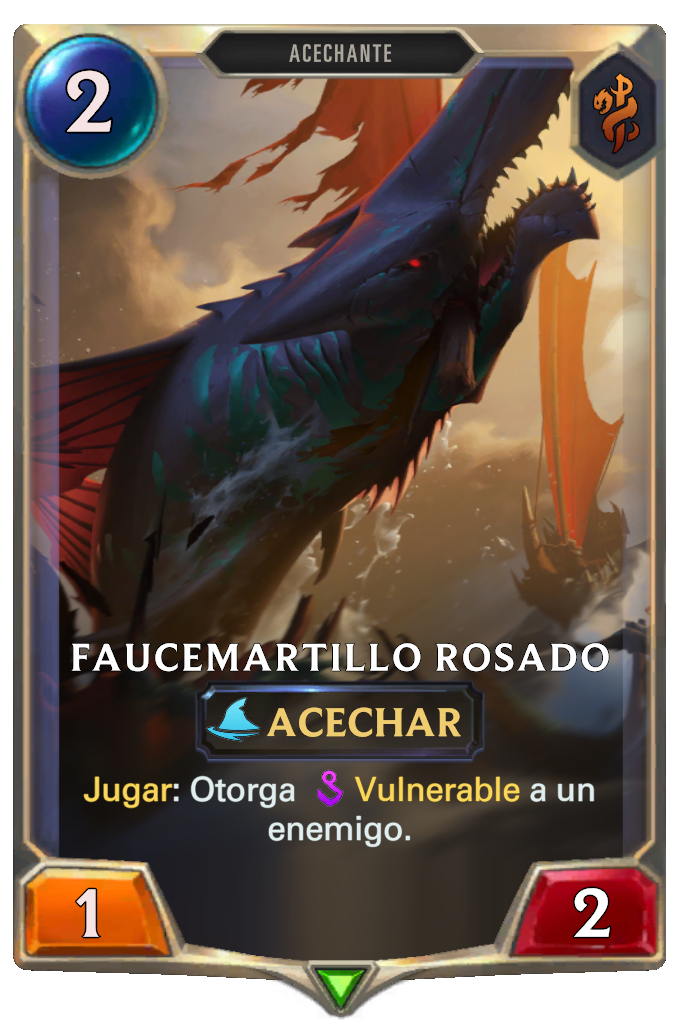 2
ACECHANTE
FAUCEMARTILLO ROSADO
ACECHAR
Jugar: Otorga Vulnerable a un
enemigo.
1
2